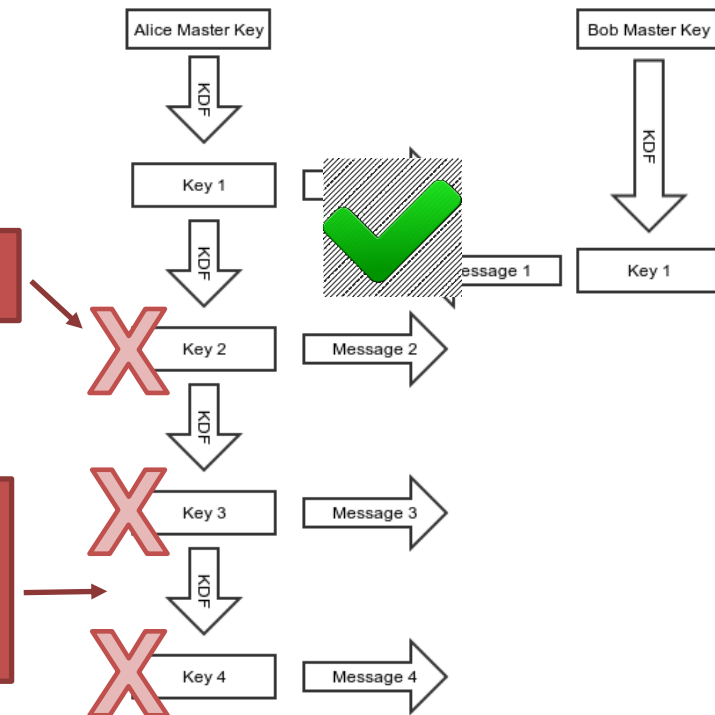 Alice Master Key
Bob Master Key
KDF
KDF
Key 1
KDF
essage 1
Key 1
Key 2
Message 2
KDF
Key 3
Message 3
KDF
Key 4
Message 4